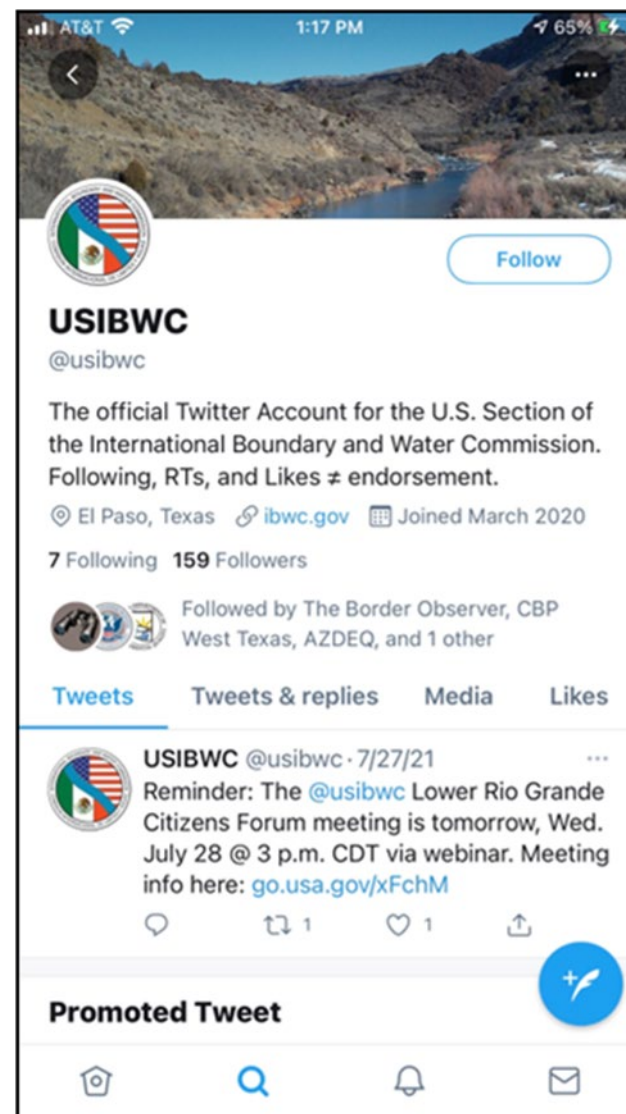 AT&T 1:17 PM 65%
Follow
USIBWC
@usibwc
The official Twitter Account for the U.S. Section of
the International Boundary and Water Commission.
Following, RTs, and Likes ≠ endorsement.
El Paso, Texas ibwc.gov Joined March 2020
7 Following 159 Followers
Followed by The Border Observer, CBP
West Texas, AZDEQ, and 1 other
Tweets Tweets & replies Media Likes
USIBWC @usibwc · 7/27/21
Reminder: The @usibwc Lower Rio Grande
Citizens Forum meeting is tomorrow, Wed.
July 28 @ 3 p.m. CDT via webinar. Meeting
info here: go.usa.gov/xFchM
1 1
Promoted Tweet